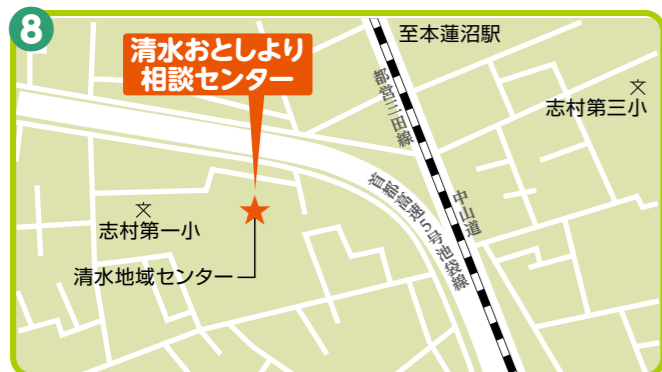 8
清水おとしより
相談センター
至本蓮沼駅
都営三田線
文
志村第三小
首都高速5号池袋線
中山道
文
志村第一小
清水地域センター